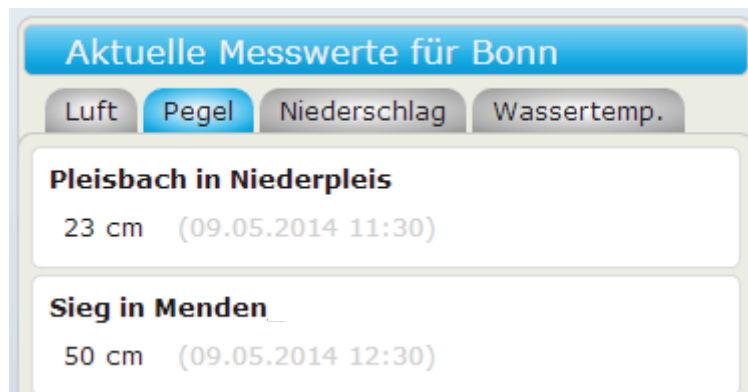 Aktuelle Messwerte für Bonn
Luft Pegel Niederschlag Wassertemp.
Pleisbach in Niederpleis
23 cm (09.05.2014 11:30)
Sieg in Menden_
50 cm (09.05.2014 12:30)